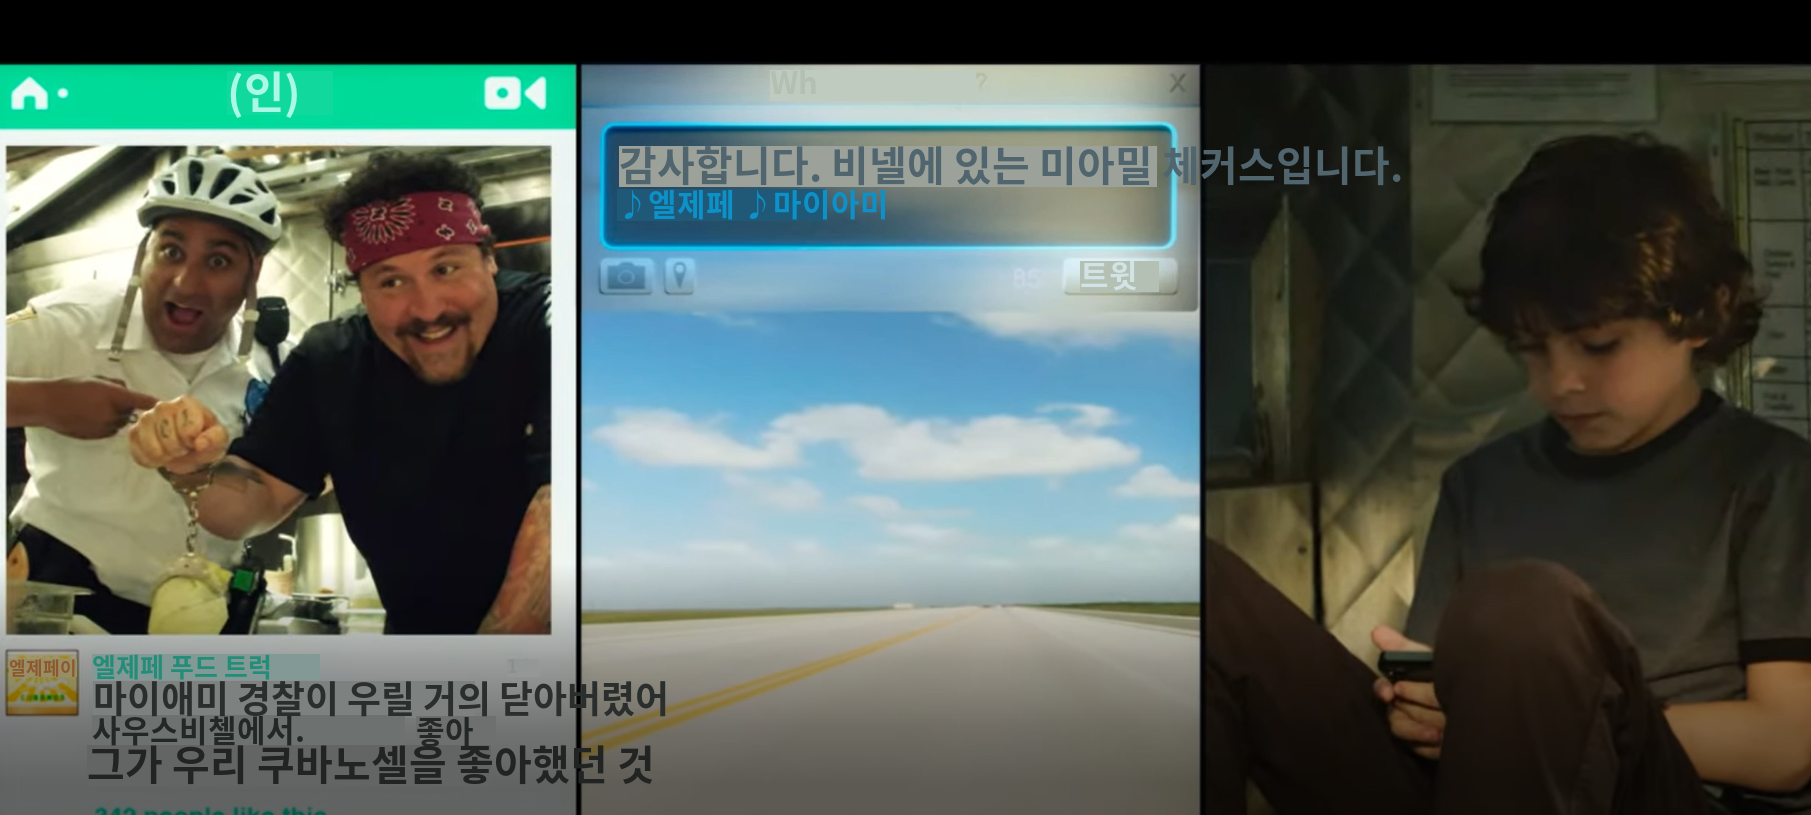 (인)
엘제페이
엘제페 푸드 트럭
마이애미 경찰이 우릴 거의 닫아버렸어
사우스비첼에서. 좋아
그가 우리 쿠바노셀을 좋아했던 것
342 people like this
Wh ?
X
감사합니다. 비넬에 있는 미아밀 체커스입니다.
♪엘제페 ♪마이아미
85
트윗